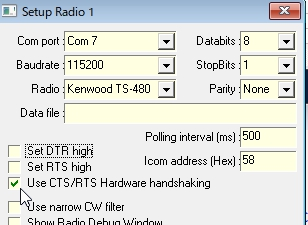 Setup Radio 1
Com port : Com 7 Databits : 8
Baudrate : 115200 StopBits : 1
Radio : Kenwood TS-480 Parity : None
Data file :
Polling interval (ms) : 500
Set DTR high
Icom address (Hex) : 58
Set RTS high
Use CTS/RTS Hardware handshaking
Use narrow CW filter
Show Radio Debug Window